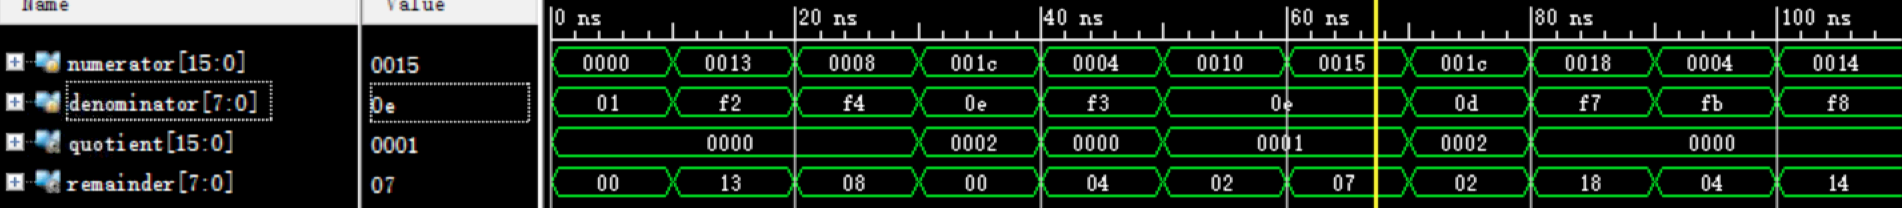 Name Value 0 ns 20 ns 40 ns 60 ns 80 ns 100 ns
numerator[15:0] 0015 0000 0013 0008 001c 0004 0010 0015 001c 0018 0004 0014
denominator[7:0] 0e 01 f2 f4 0e f3 0e 0d f7 fb f8
quotient[15:0] 0001 0000 0002 0000 0001 0002 0000
remainder[7:0] 07 00 13 08 00 04 02 07 02 18 04 14